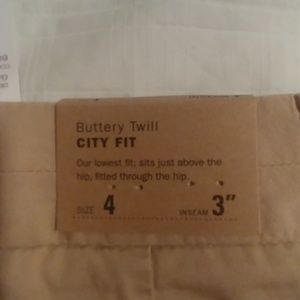 Buttery Twill
CITY FIT
Our lowest fit; sits just above the
hip, fitted through the hip.
SIZE 4 INSEAM 3"